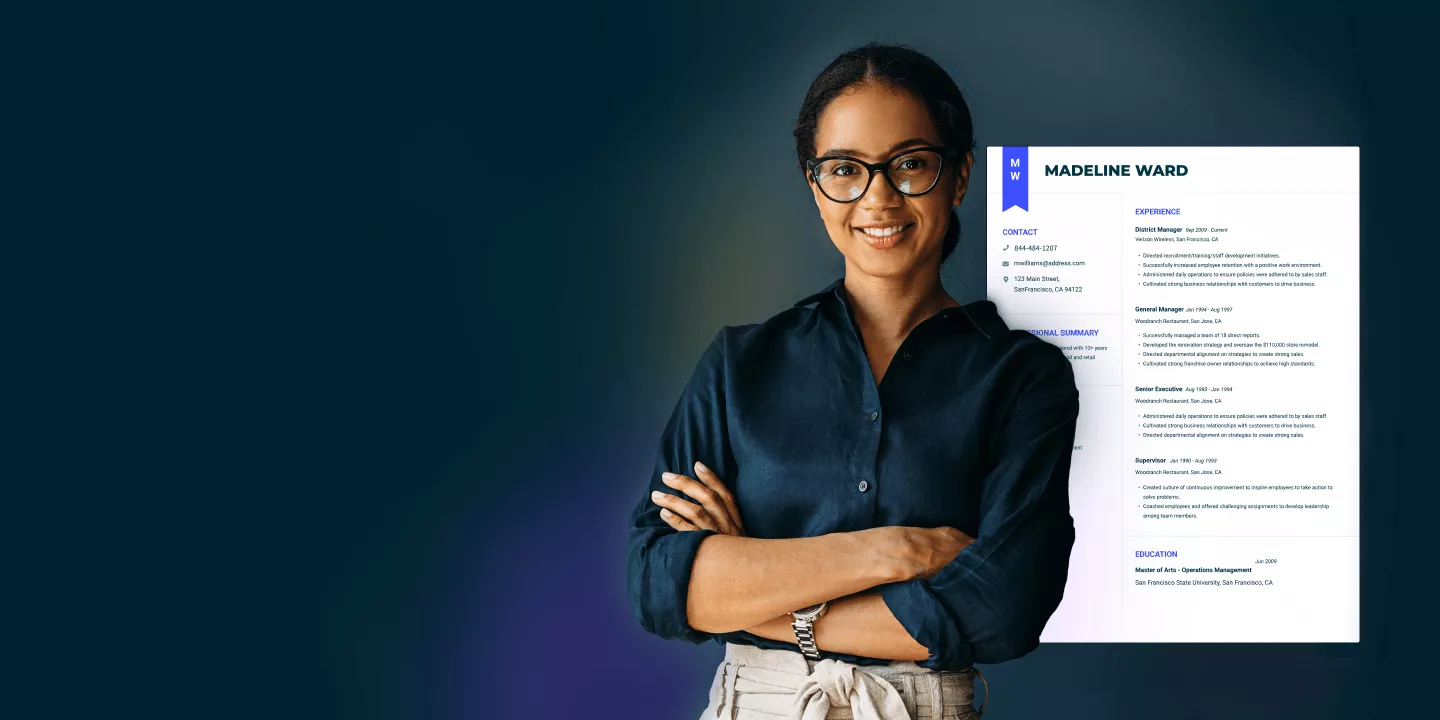 M
W
MADELINE WARD
CONTACT
844-484-1207
mwilliams@address.com
123 Main Street,
SanFrancisco, CA 94122
SIONAL SUMMARY
with 10+ years
and retail
EXPERIENCE
District Manager Sep 2009 - Current
Verizon Wireless, San Francisco, CA
• Directed recruitment/training/staff development initiatives.
• Successfully increased employee retention with a positive work environment.
• Administered daily operations to ensure policies were adhered to by sales staff.
• Cultivated strong business relationships with customers to drive business.
General Manager Jan 1994 - Aug 1997
Woodranch Restaurant, San Jose, CA
• Successfully managed a team of 18 direct reports.
• Developed the renovation strategy and oversaw the $110,000 store remodel.
• Directed departmental alignment on strategies to create strong sales.
• Cultivated strong franchise owner relationships to achieve high standards.
Senior Executive Aug 1993 - Jan 1994
Woodranch Restaurant, San Jose, CA
• Administered daily operations to ensure policies were adhered to by sales staff.
• Cultivated strong business relationships with customers to drive business.
• Directed departmental alignment on strategies to create strong sales.
Supervisor Jan 1990 - Aug 1993
Woodranch Restaurant, San Jose, CA
• Created culture of continuous improvement to inspire employees to take action to
solve problems.
• Coached employees and offered challenging assignments to develop leadership
among team members.
EDUCATION
Jun 2009
Master of Arts - Operations Management
San Francisco State University, San Francisco, CA